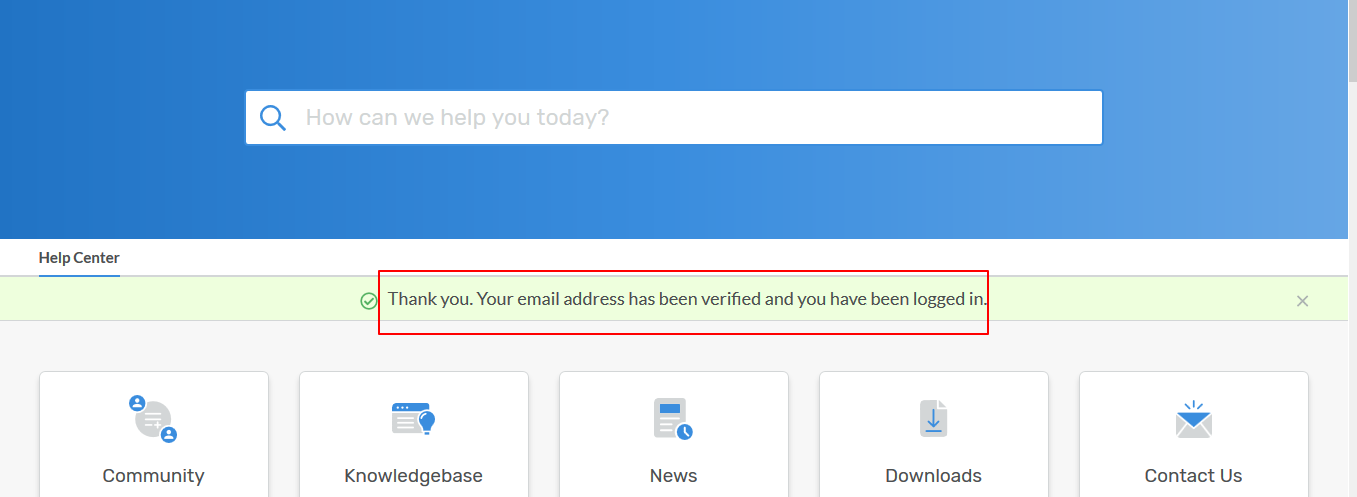 How can we help you today?
Help Center
Thank you. Your email address has been verified and you have been logged in.
Community
Knowledgebase
News
Downloads
Contact Us